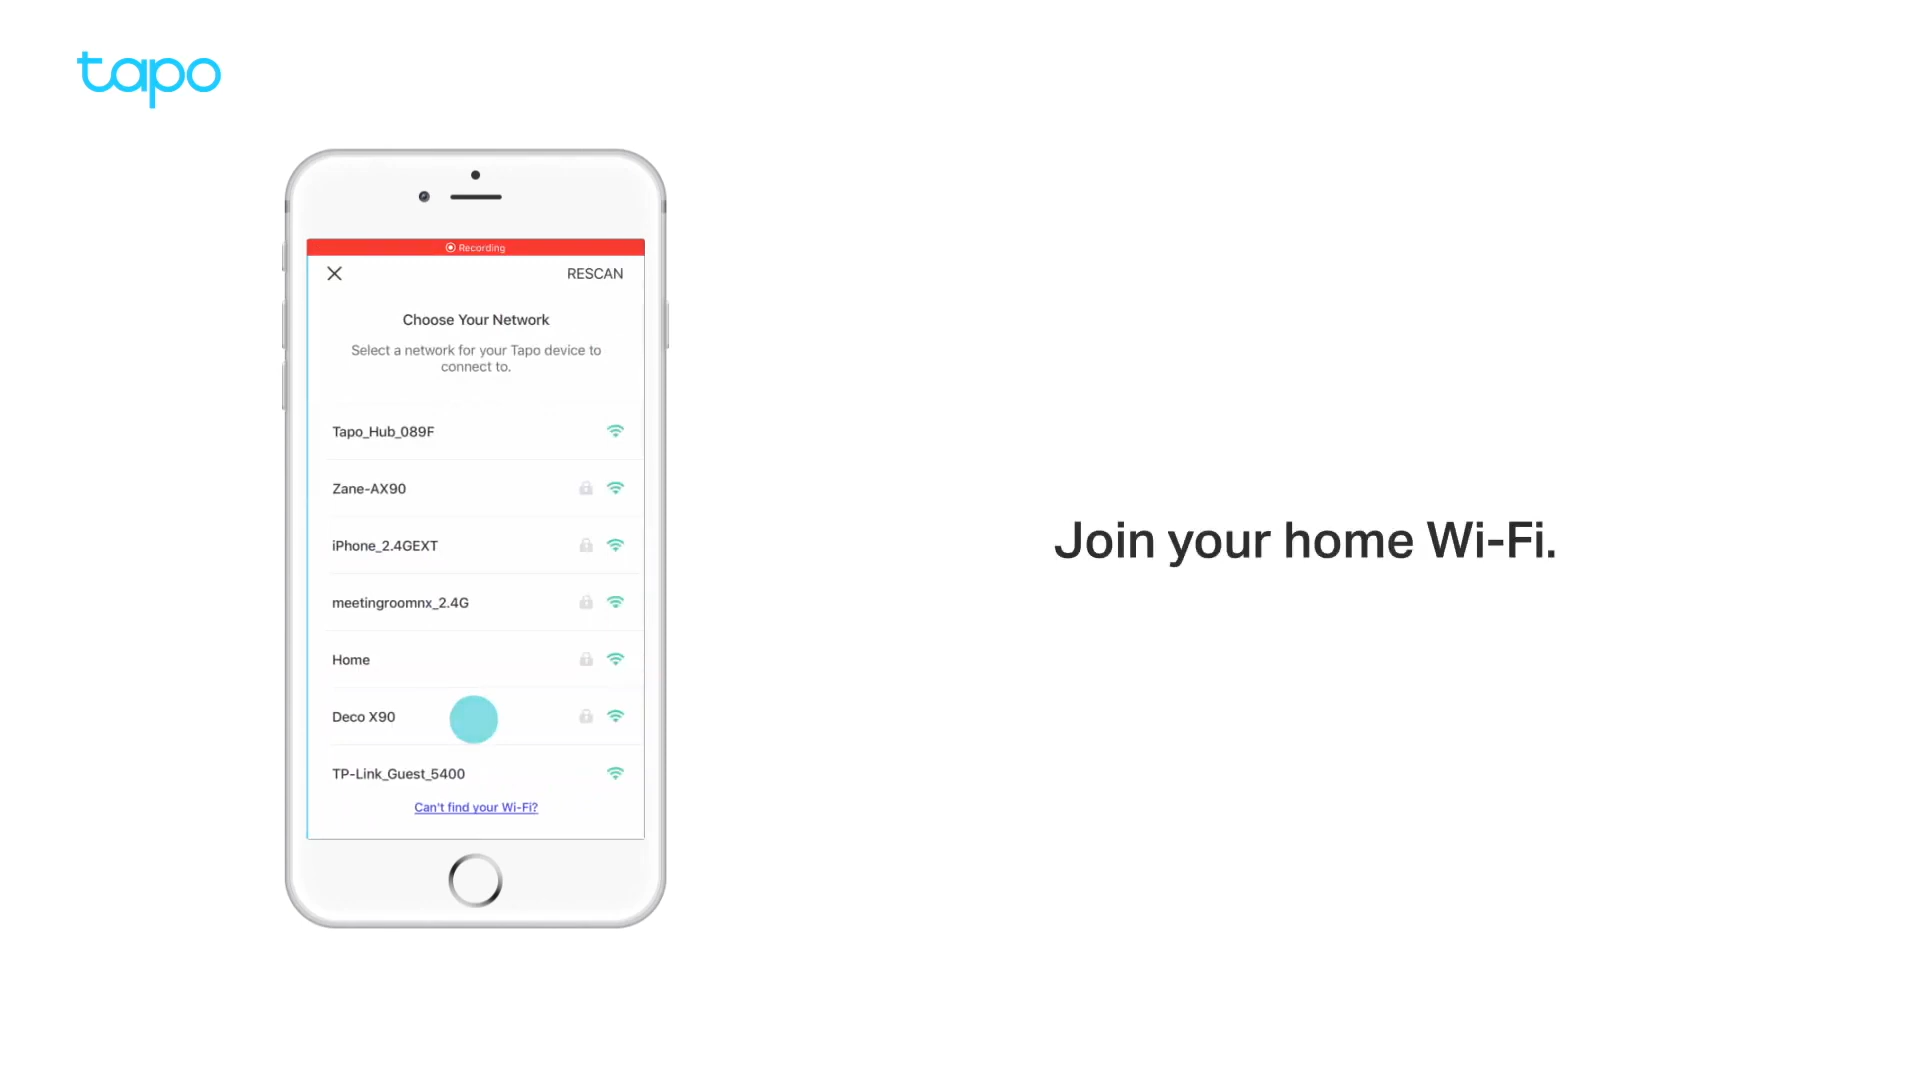 tapo
Recording
RESCAN
Choose Your Network
Select a network for your Tapo device to
connect to.
Tapo_Hub_089F
Zane-AX90
iPhone_2.4GEXT
meetingroomnx_2.4G
Home
Deco X90
TP-Link_Guest_5400
Can't find your Wi-Fi?
Join your home Wi-Fi.